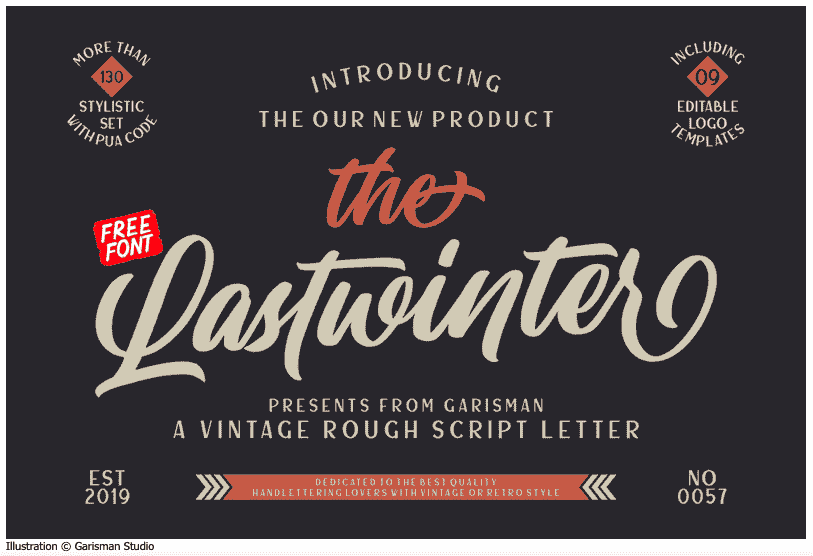 MORE THAN
130
STYLISTIC
SET
WITH PUA CODE
INTRODUCING
THE OUR NEW PRODUCT
INCLUDING
09
EDITABLE
LOGO
TEMPLATES
the
FREE
FONT
Lastwinter
PRESENTS FROM GARISMAN
A VINTAGE ROUGH SCRIPT LETTER
EST
2019
DEDICATED TO THE BEST QUALITY
HANDLETTERING LOVERS WITH VINTAGE OR RETRO STYLE
NO
0057
Illustration © Garisman Studio